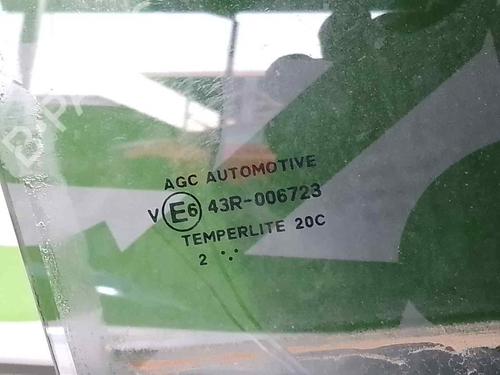 AGC AUTOMOTIVE
V E6 43R-006723
TEMPERLITE 20C
2